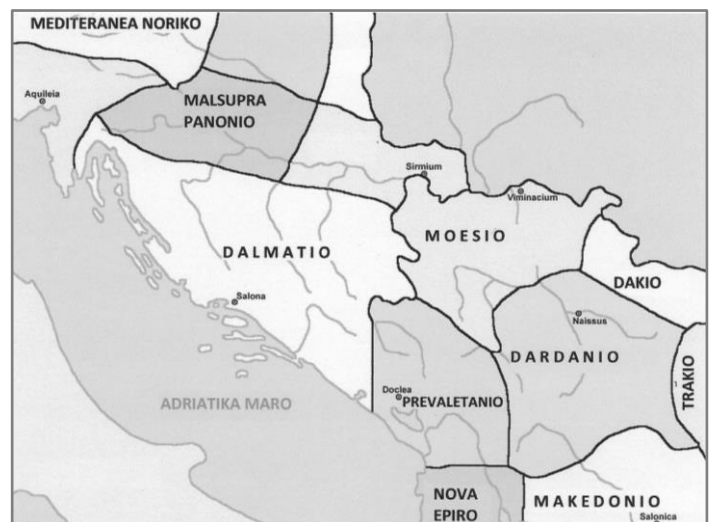 MEDITERANEA NORIKO
Aquileia
MALSUPRA
PANONIO
Sirmium
Viminacium
MOESIO
DALMATIO
DAKIO
Salona
Naissus
DARDANIO
TRAKIO
Doclea
PREVALETANIO
ADRIATIKA MARO
NOVA
EPIRO
MAKEDONIO
Salonica